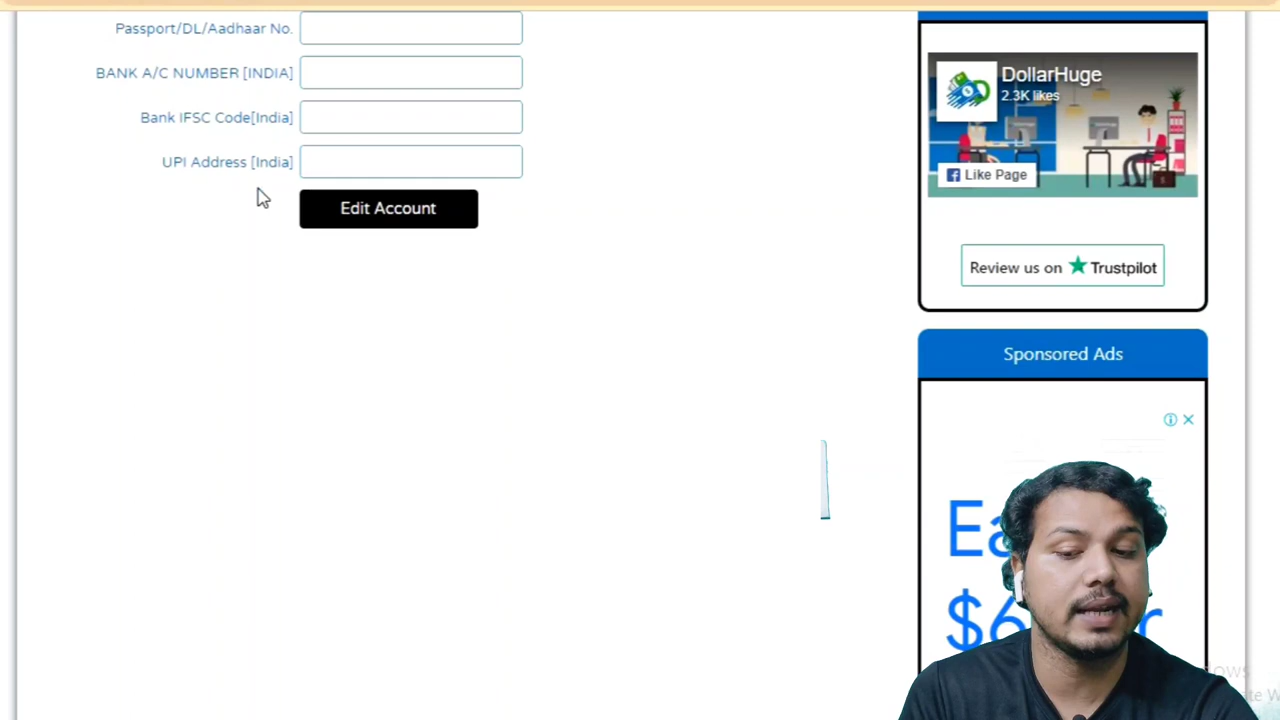 Passport/DL/Aadhaar No.
BANK A/C NUMBER [INDIA]
Bank IFSC Code[India]
UPI Address [India]
Edit Account
DollarHuge
2.3K likes
Like Page
Review us on Trustpilot
Sponsored Ads